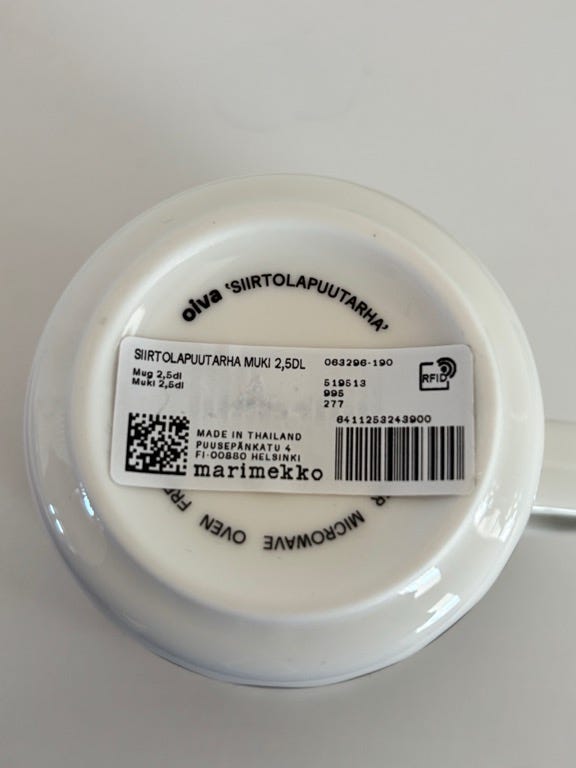 oiva 'SIIRTOLAPUUTARHA'
SIIRTOLAPUUTARHA MUKI 2,5DL 063296-190
Mug 2,5dl
Muki 2,5dl
519513
995
277
RFID
6411253243900
MADE IN THAILAND
PUUSEPÄNKATU 4
FI-00880 HELSINKI
marimekko
MICROWAVE OVEN